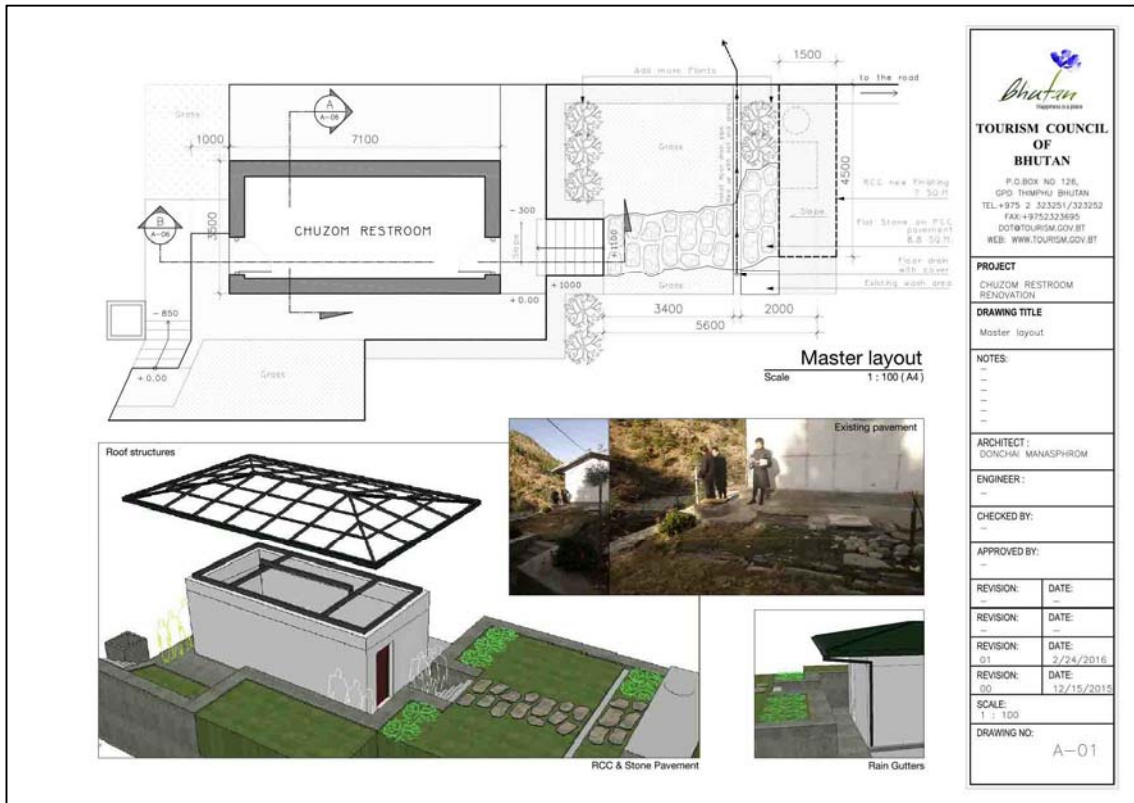 Add more Plants
1500
to the road
Grass
A
A-06
1000
7100
Grass
4500
RCC new finishing
7 SQ.M.
3500
B
A-06
CHUZOM RESTROOM
-300
Slope
+1100
Slope
Flat Stone on PCC
pavement
8.8 SQ.M.
floor drain
with cover
+0.00
+1000
Grass
Existing wash area
-850
3400
2000
5600
+0.00
Grass
Master layout
Scale
1 : 100 ( A4 )
Roof structures
Existing pavement
RCC & Stone Pavement
Rain Gutters
Bhutan
Happiness is a place
TOURISM COUNCIL
OF
BHUTAN
P.O.BOX NO 126,
GPO THIMPHU BHUTAN
TEL.+975 2 323251/323252
FAX:+9752323695
DOT@TOURISM.GOV.BT
WEB: WWW.TOURISM.GOV.BT
PROJECT
CHUZOM RESTROOM
RENOVATION
DRAWING TITLE
Master layout
NOTES:
–
–
–
–
–
ARCHITECT :
DONCHAI MANASPHROM
ENGINEER :
–
CHECKED BY:
–
APPROVED BY:
–
REVISION: DATE:
– –
REVISION: DATE:
– –
REVISION: DATE:
01 2/24/2016
REVISION: DATE:
00 12/15/2015
SCALE:
1 : 100
DRAWING NO:
A-01